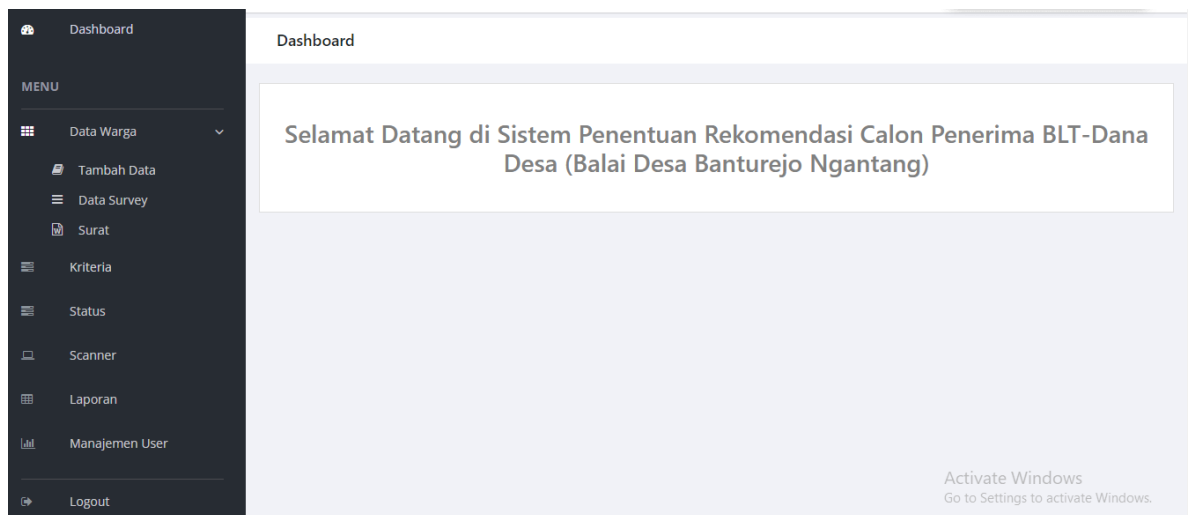 Dashboard
MENU
Data Warga
Tambah Data
Data Survey
Surat
Kriteria
Status
Scanner
Laporan
Manajemen User
Logout
Dashboard
Selamat Datang di Sistem Penentuan Rekomendasi Calon Penerima BLT-Dana
Desa (Balai Desa Banturejo Ngantang)
Activate Windows
Go to Settings to activate Windows.